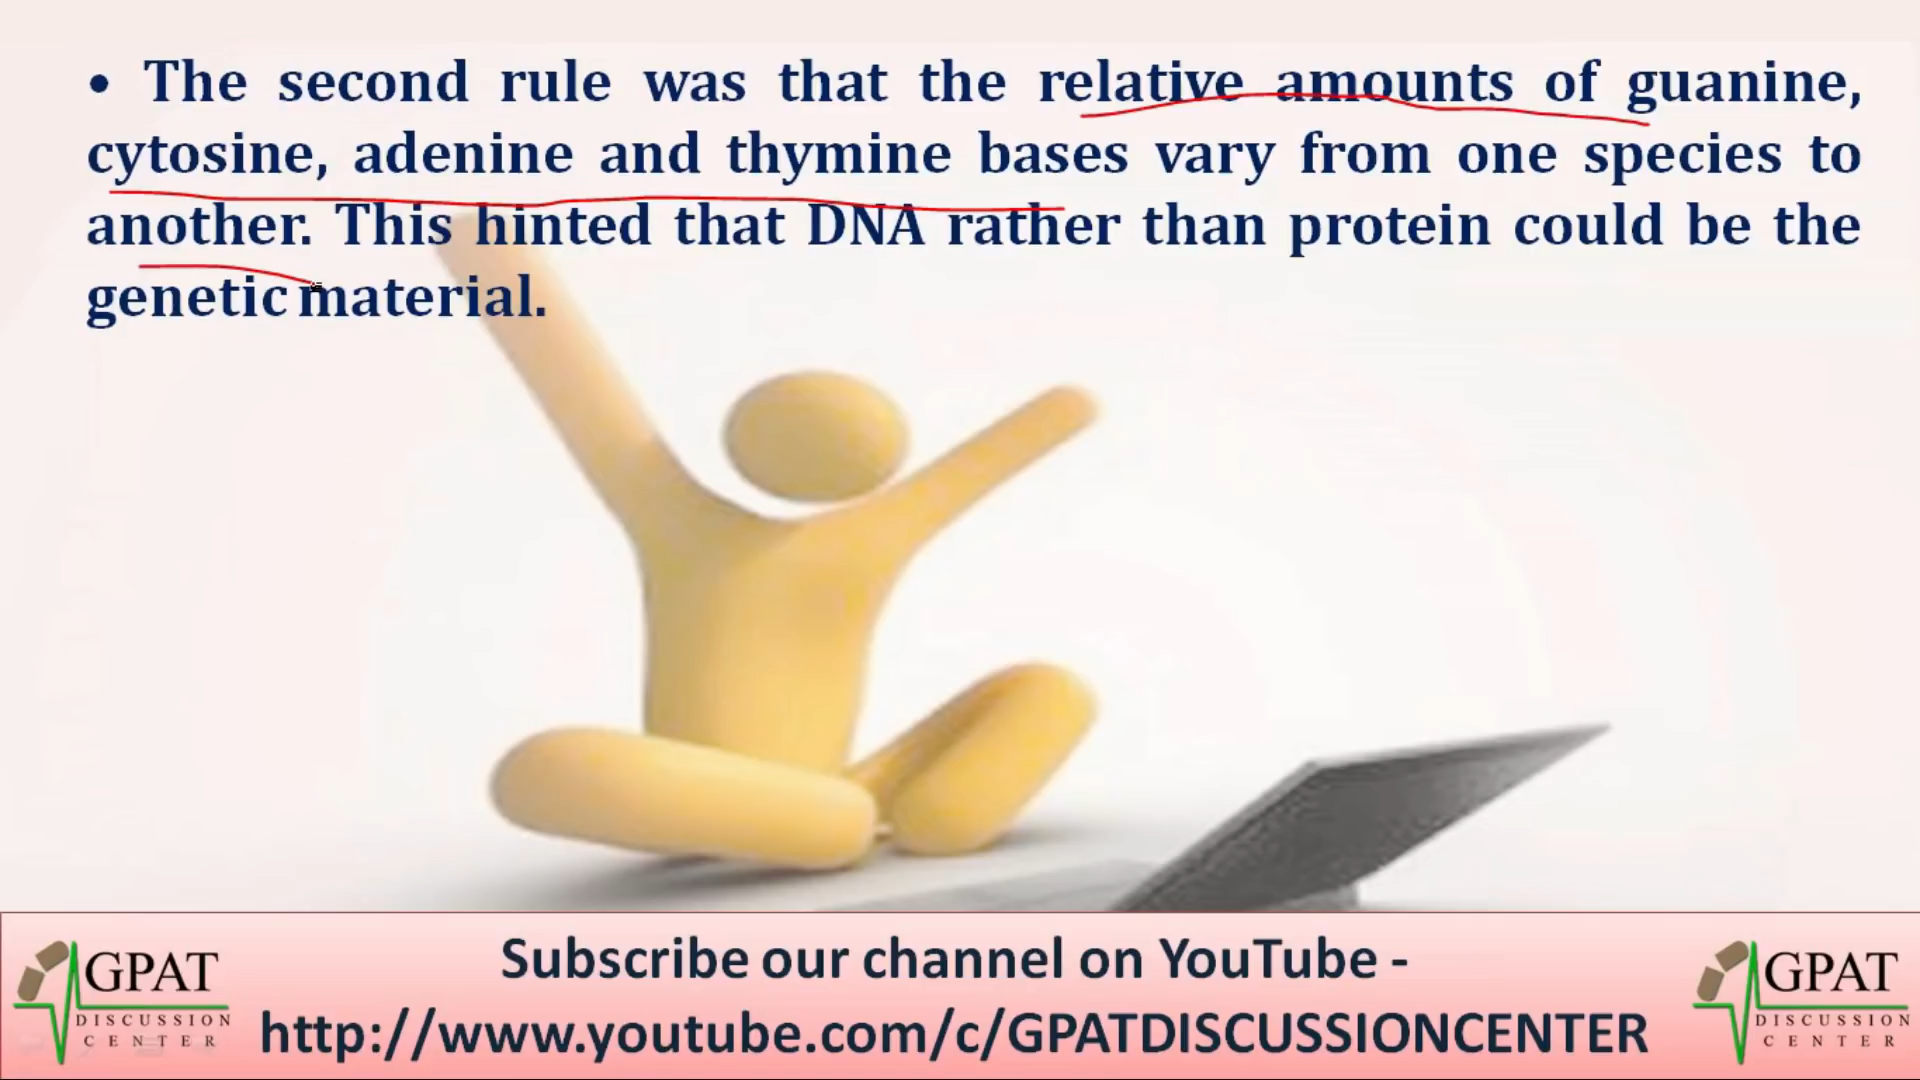 • The second rule was that the relative amounts of guanine,
cytosine, adenine and thymine bases vary from one species to
another. This hinted that DNA rather than protein could be the
genetic material.
GPAT
DISCUSSION
CENTER
Subscribe our channel on YouTube -
http://www.youtube.com/c/GPATDISCUSSIONCENTER
GPAT
DISCUSSION
CENTER